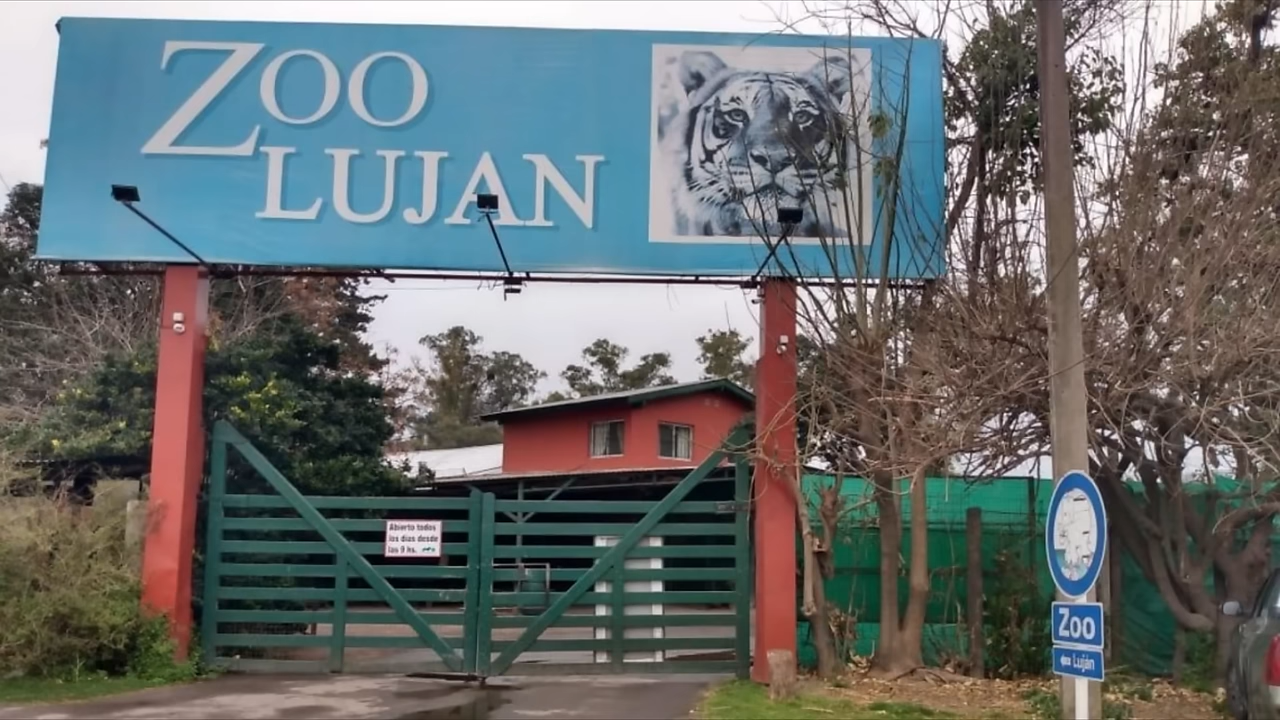 ZOO
LUJAN
Abierto todos
los días desde
las 9 hs.
Zoo
Luján